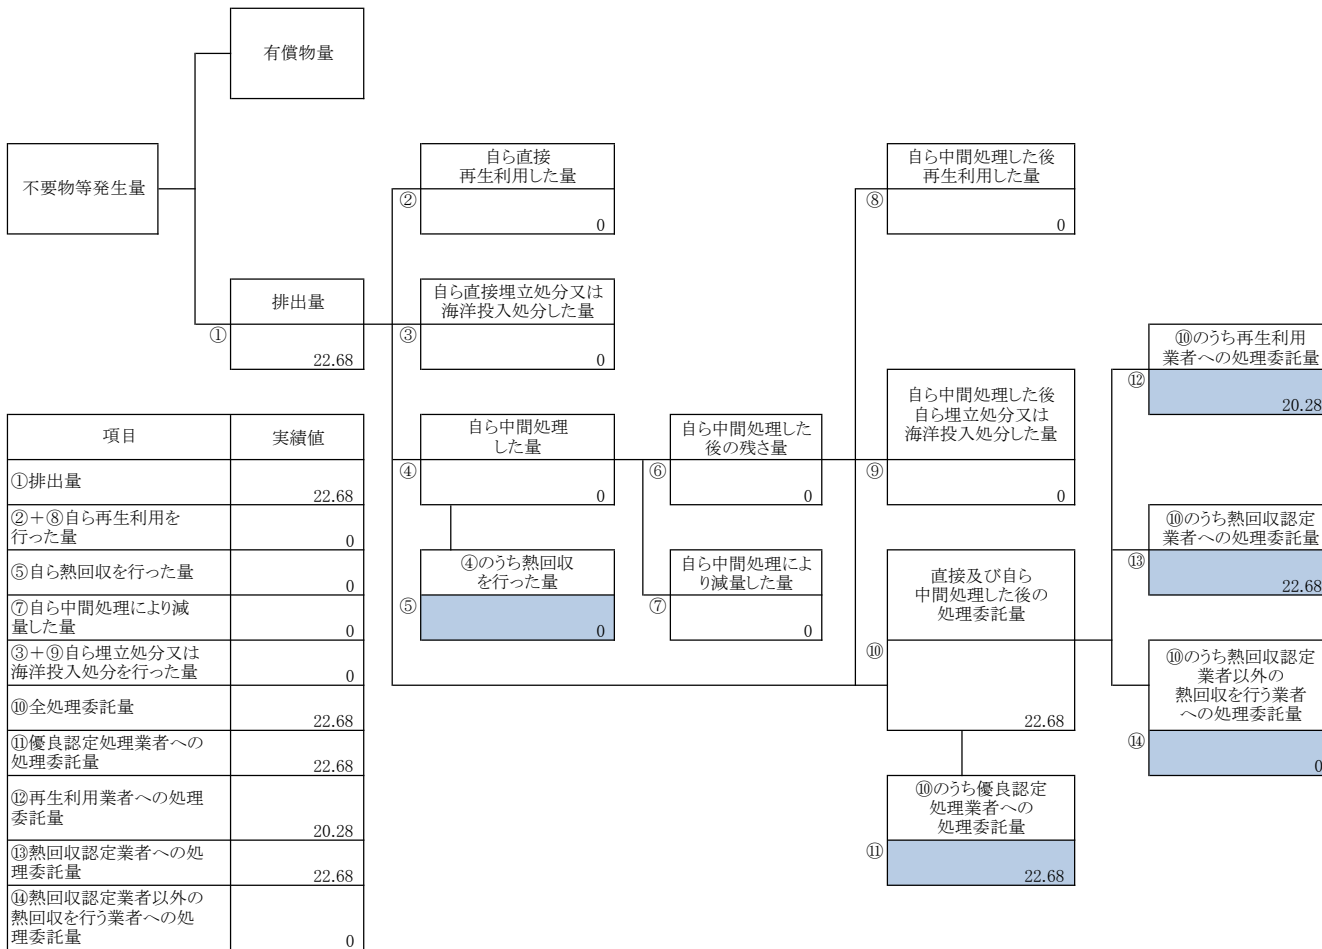 有償物量
不要物等発生量
自ら直接
再生利用した量
②
0
自ら中間処理した後
再生利用した量
⑧
0
排出量
①
22.68
自ら直接埋立処分又は
海洋投入処分した量
③
0
⑩のうち再生利用
業者への処理委託量
⑫
20.28
自ら中間処理
した量
④
0
自ら中間処理した
後の残さ量
⑥
0
自ら中間処理した後
自ら埋立処分又は
海洋投入処分した量
⑨
0
⑩のうち熱回収認定
業者への処理委託量
⑬
22.68
④のうち熱回収
を行った量
⑤
0
自ら中間処理によ
り減量した量
⑦
0
直接及び自ら
中間処理した後の
処理委託量
⑩
22.68
⑩のうち熱回収認定
業者以外の
熱回収を行う業者
への処理委託量
⑭
0
⑩のうち優良認定
処理業者への
処理委託量
⑪
22.68
項目 実績値
①排出量 22.68
②+⑧自ら再生利用を
行った量 0
⑤自ら熱回収を行った量 0
⑦自ら中間処理により減
量した量 0
③+⑨自ら埋立処分又は
海洋投入処分を行った量 0
⑩全処理委託量 22.68
⑪優良認定処理業者への
処理委託量 22.68
⑫再生利用業者への処理
委託量 20.28
⑬熱回収認定業者への処
理委託量 22.68
⑭熱回収認定業者以外の
熱回収を行う業者への処
理委託量 0